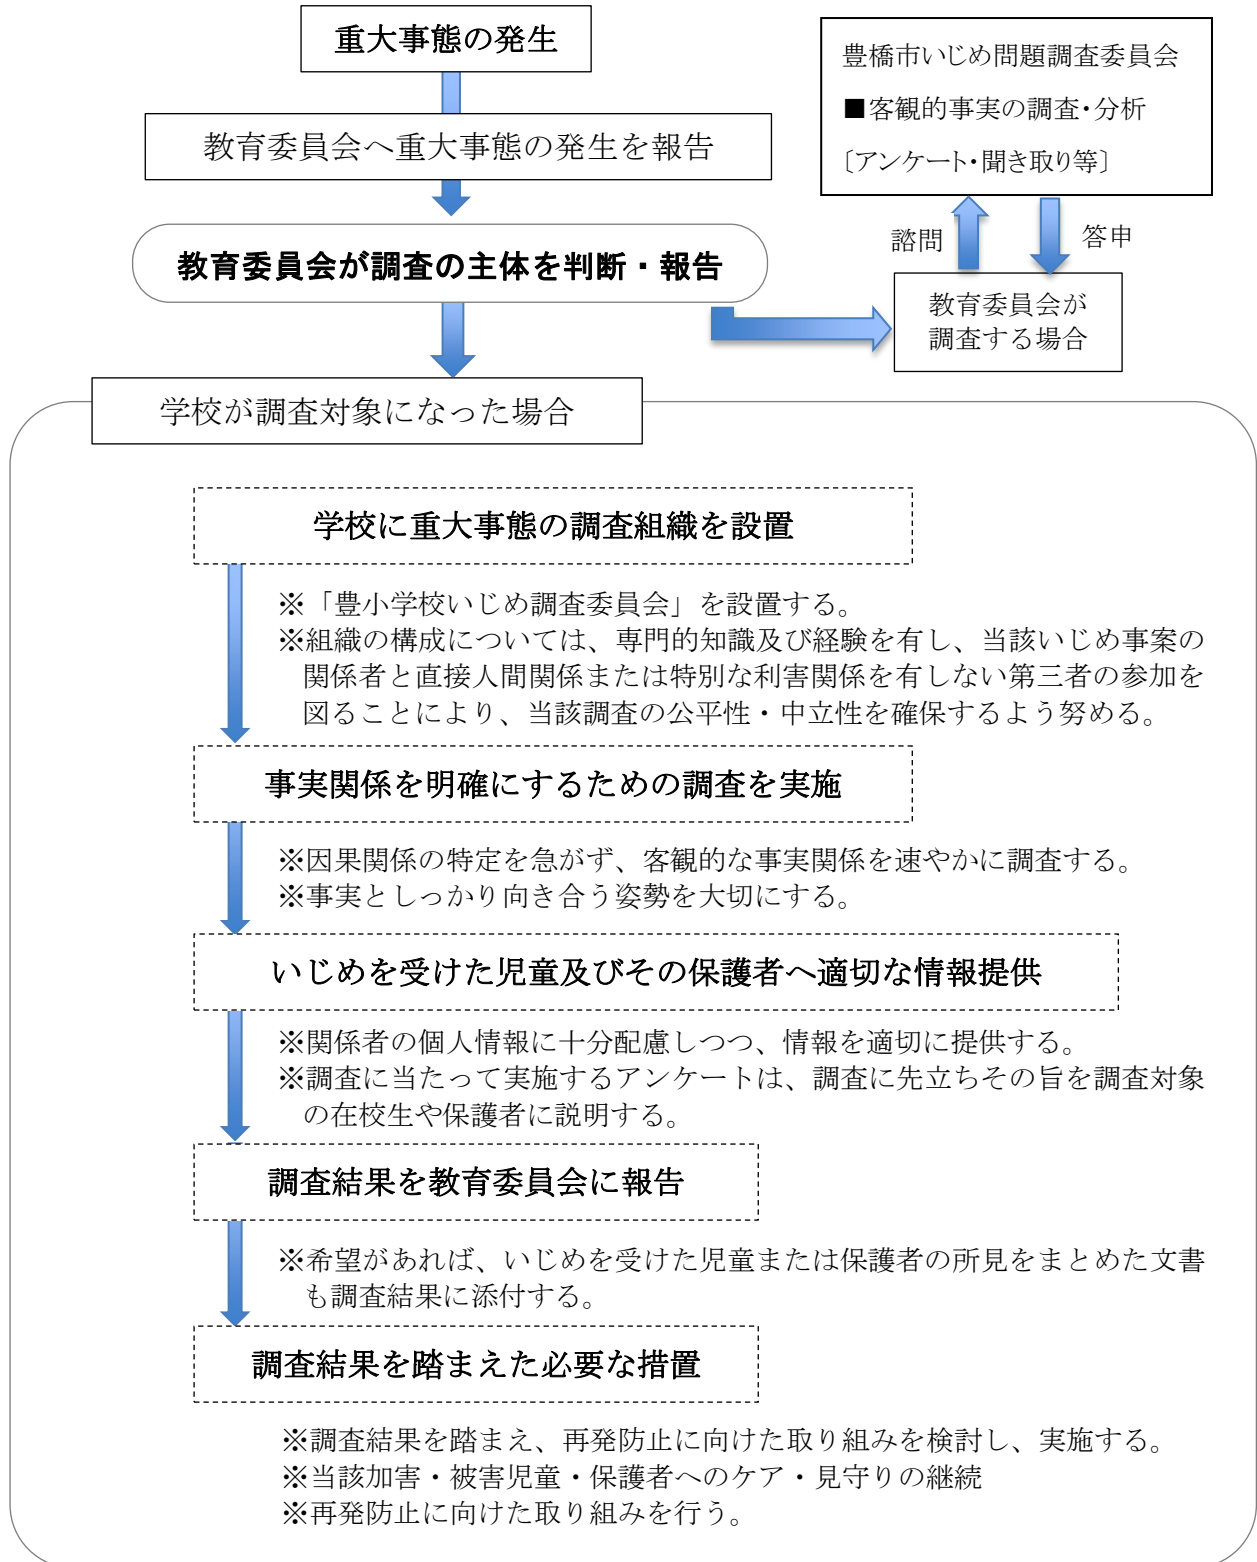 重大事態の発生
教育委員会へ重大事態の発生を報告
教育委員会が調査の主体を判断・報告
豊橋市いじめ問題調査委員会
■客観的事実の調査・分析
〔アンケート・聞き取り等〕
諮問
答申
教育委員会が
調査する場合
学校が調査対象になった場合
学校に重大事態の調査組織を設置
※「豊小学校いじめ調査委員会」を設置する。
※組織の構成については、専門的知識及び経験を有し、当該いじめ事案の
関係者と直接人間関係または特別な利害関係を有しない第三者の参加を
図ることにより、当該調査の公平性・中立性を確保するよう努める。
事実関係を明確にするための調査を実施
※因果関係の特定を急がず、客観的な事実関係を速やかに調査する。
※事実としっかり向き合う姿勢を大切にする。
いじめを受けた児童及びその保護者へ適切な情報提供
※関係者の個人情報に十分配慮しつつ、情報を適切に提供する。
※調査に当たって実施するアンケートは、調査に先立ちその旨を調査対象
の在校生や保護者に説明する。
調査結果を教育委員会に報告
※希望があれば、いじめを受けた児童または保護者の所見をまとめた文書
も調査結果に添付する。
調査結果を踏まえた必要な措置
※調査結果を踏まえ、再発防止に向けた取り組みを検討し、実施する。
※当該加害・被害児童・保護者へのケア・見守りの継続
※再発防止に向けた取り組みを行う。